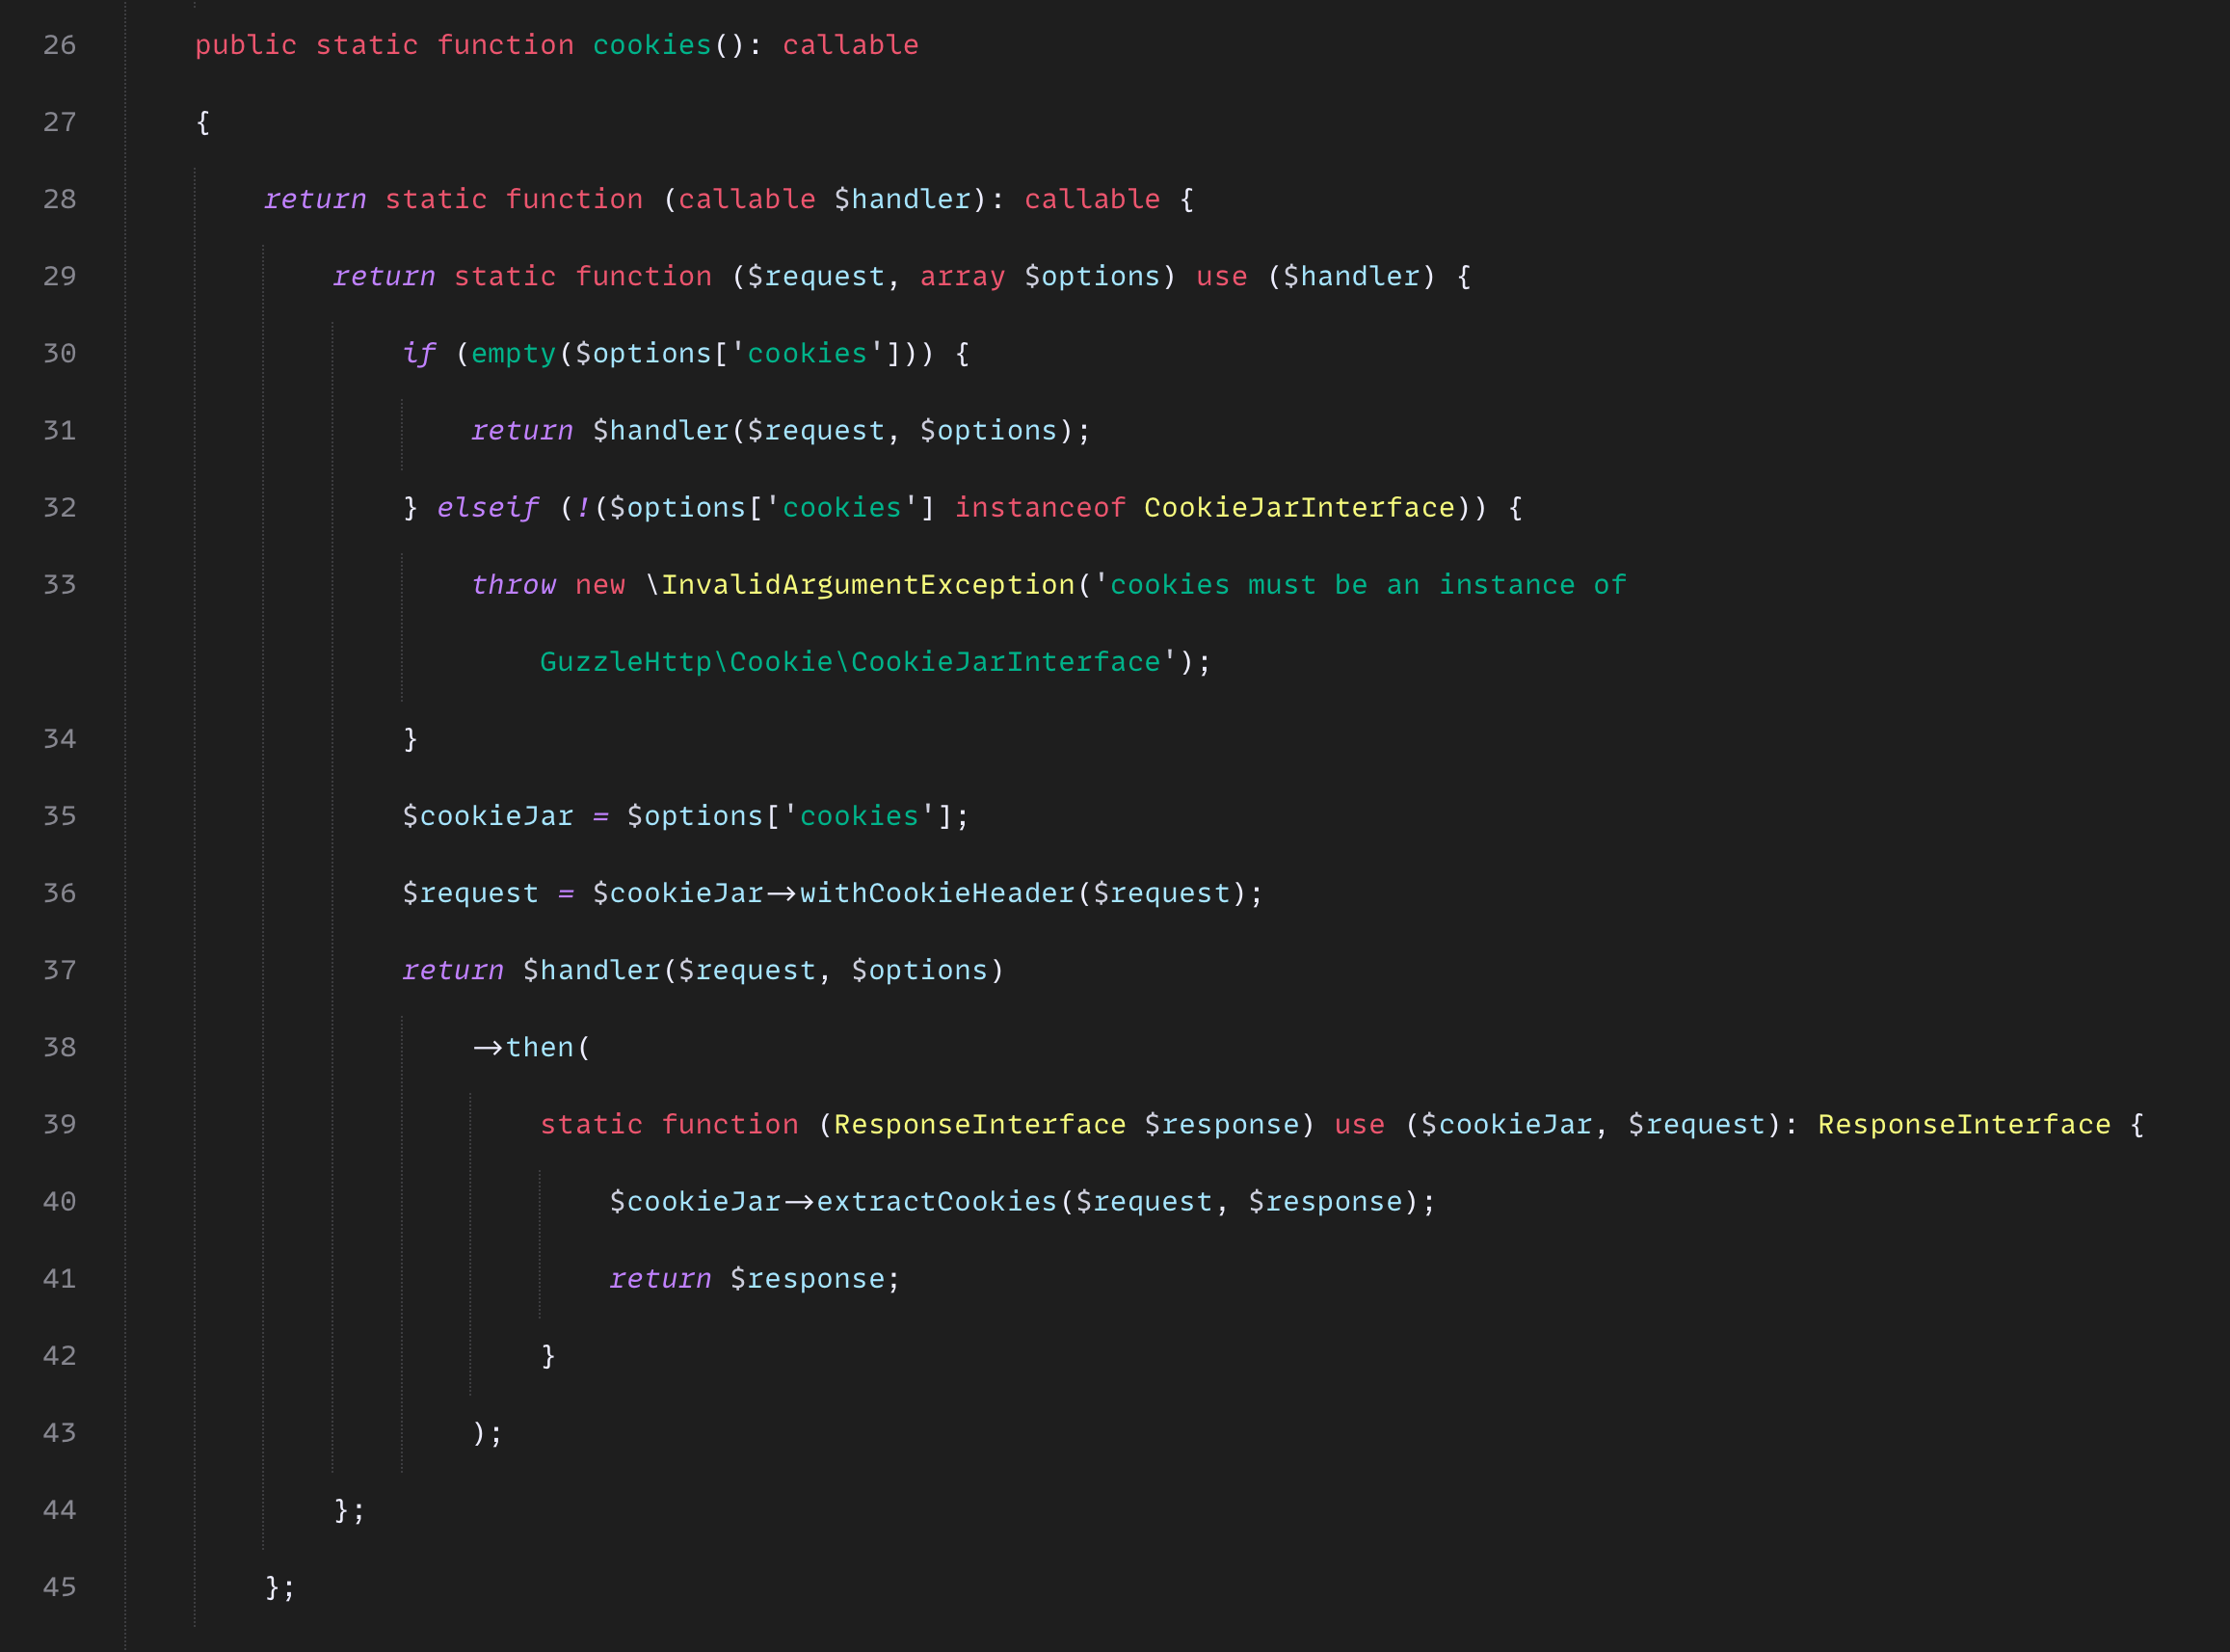 26 public static function cookies(): callable
27 {
28 return static function (callable $handler): callable {
29 return static function ($request, array $options) use ($handler) {
30 if (empty($options['cookies'])) {
31 return $handler($request, $options);
32 } elseif (!($options['cookies'] instanceof CookieJarInterface)) {
33 throw new \InvalidArgumentException('cookies must be an instance of
GuzzleHttp\Cookie\CookieJarInterface');
34 }
35 $cookieJar = $options['cookies'];
36 $request = $cookieJar->withCookieHeader($request);
37 return $handler($request, $options)
38 ->then(
39 static function (ResponseInterface $response) use ($cookieJar, $request): ResponseInterface {
40 $cookieJar->extractCookies($request, $response);
41 return $response;
42 }
43 );
44 };
45 };